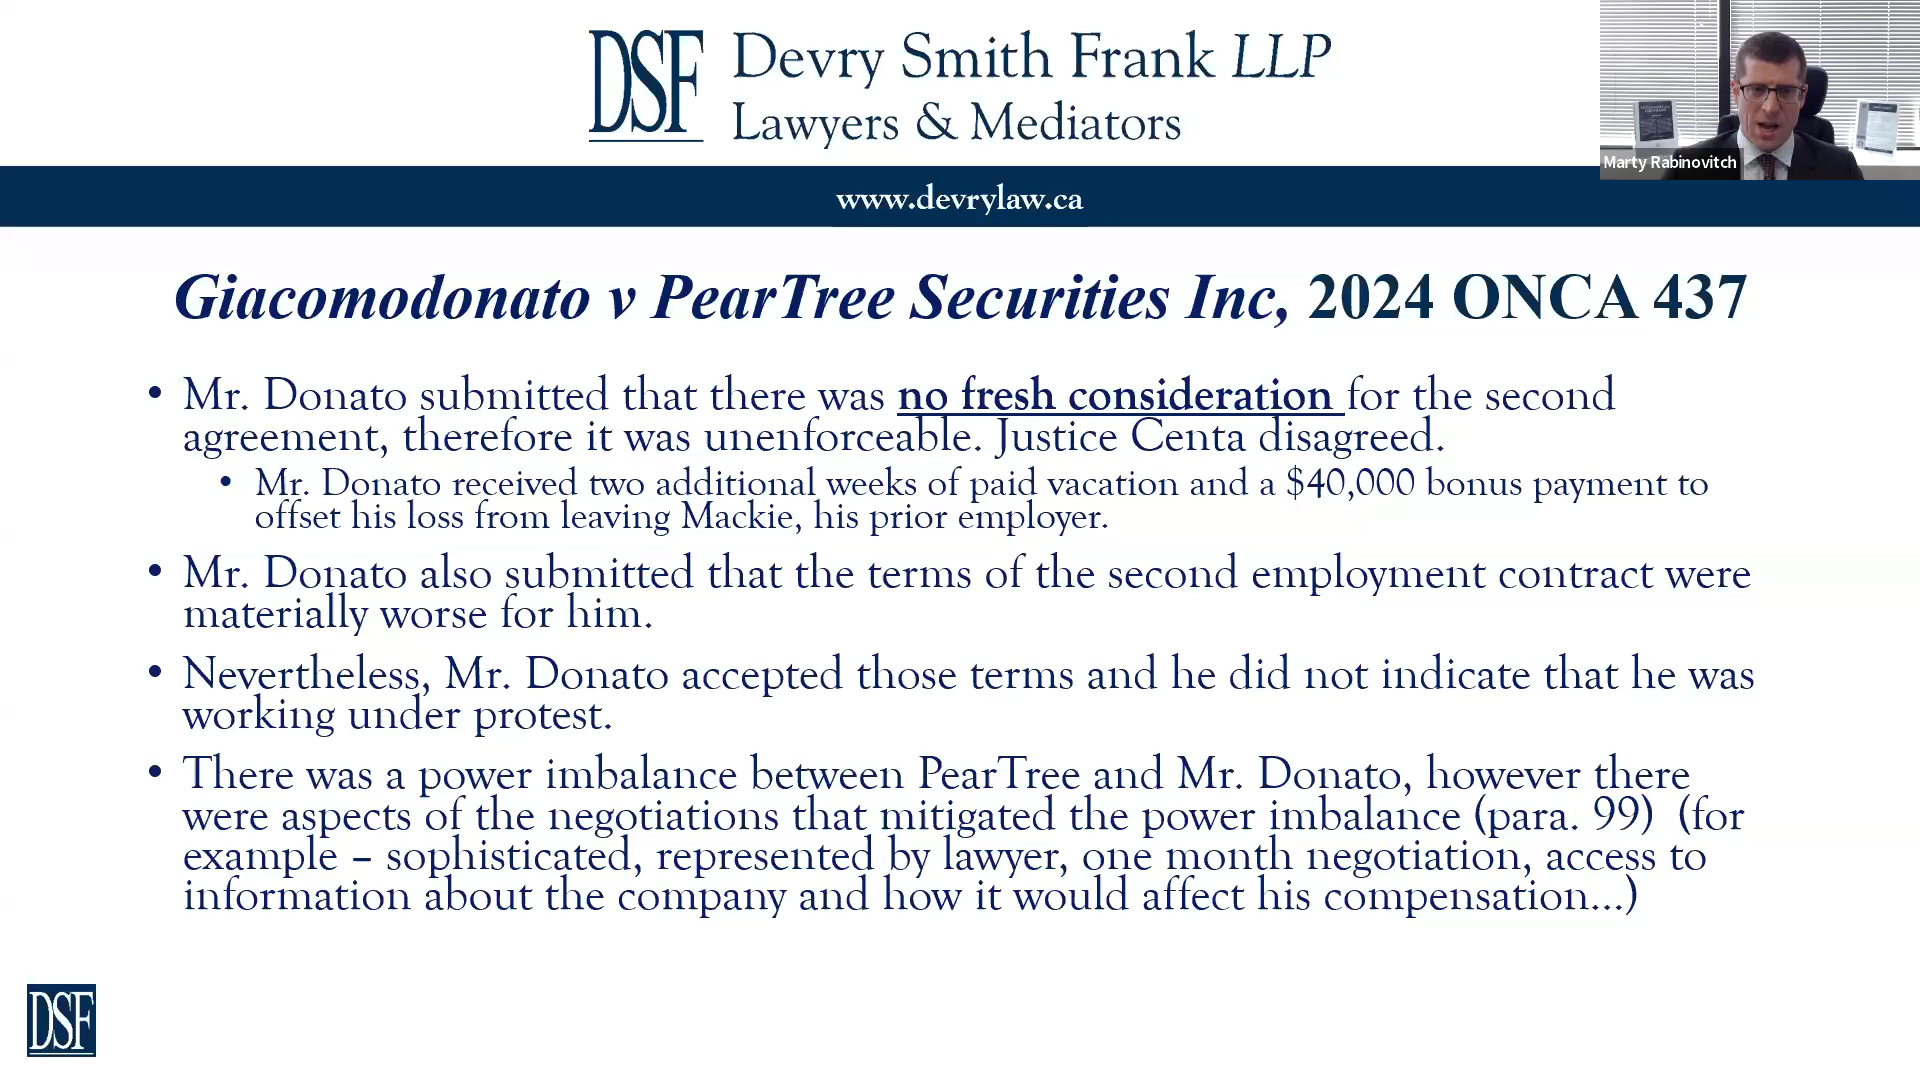 DSF Devry Smith Frank LLP
Lawyers & Mediators
Marty Rabinovitch
www.devrylaw.ca
Giacomodonato v PearTree Securities Inc, 2024 ONCA 437
• Mr. Donato submitted that there was no fresh consideration for the second
agreement, therefore it was unenforceable. Justice Centa disagreed.
• Mr. Donato received two additional weeks of paid vacation and a $40,000 bonus payment to
offset his loss from leaving Mackie, his prior employer.
• Mr. Donato also submitted that the terms of the second employment contract were
materially worse for him.
• Nevertheless, Mr. Donato accepted those terms and he did not indicate that he was
working under protest.
• There was a power imbalance between PearTree and Mr. Donato, however there
were aspects of the negotiations that mitigated the power imbalance (para. 99) (for
example – sophisticated, represented by lawyer, one month negotiation, access to
information about the company and how it would affect his compensation...)
DSF